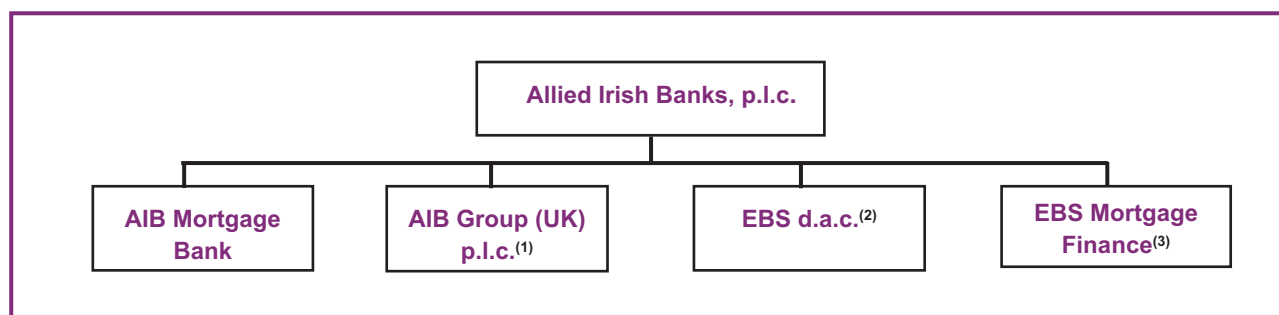 Allied Irish Banks, p.l.c.
AIB Mortgage
Bank
AIB Group (UK)
p.l.c.(1)
EBS d.a.c.(2)
EBS Mortgage
Finance(3)